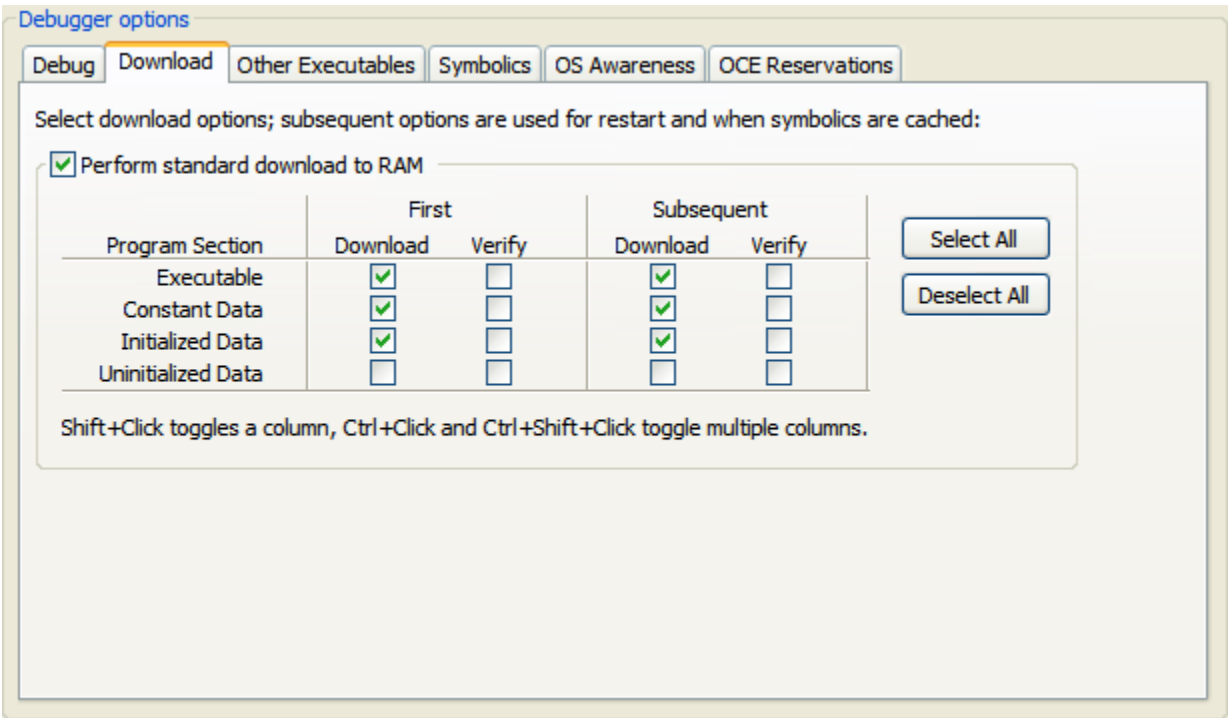 Debugger options
Debug Download Other Executables Symbolics OS Awareness OCE Reservations
Select download options; subsequent options are used for restart and when symbolics are cached:
Perform standard download to RAM
First Subsequent
Program Section Download Verify Download Verify
Select All
Executable
Constant Data
Deselect All
Initialized Data
Uninitialized Data
Shift+Click toggles a column, Ctrl+Click and Ctrl+Shift+Click toggle multiple columns.